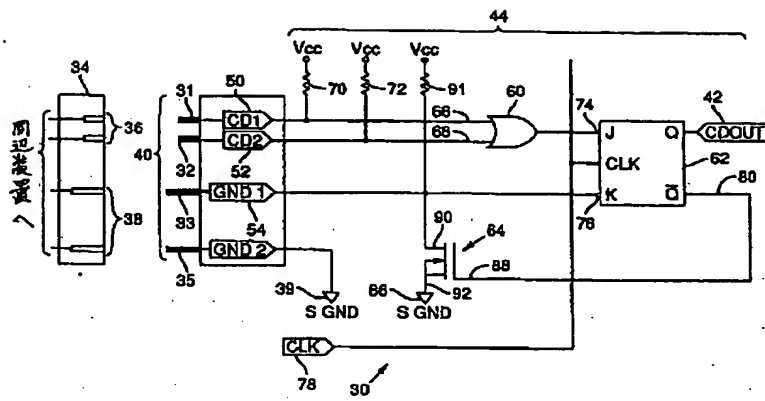 44
Vcc Vcc Vcc
34
50
70 72 91
60
31
66
74
42
36
40
CD1
J Q CDOUT
32
CD2
68
CLK
62
80
52
33
GND 1
K Q̄
38
54
76
90
64
GND 2
88
35
39
86
92
S GND
S GND
CLK
78
30